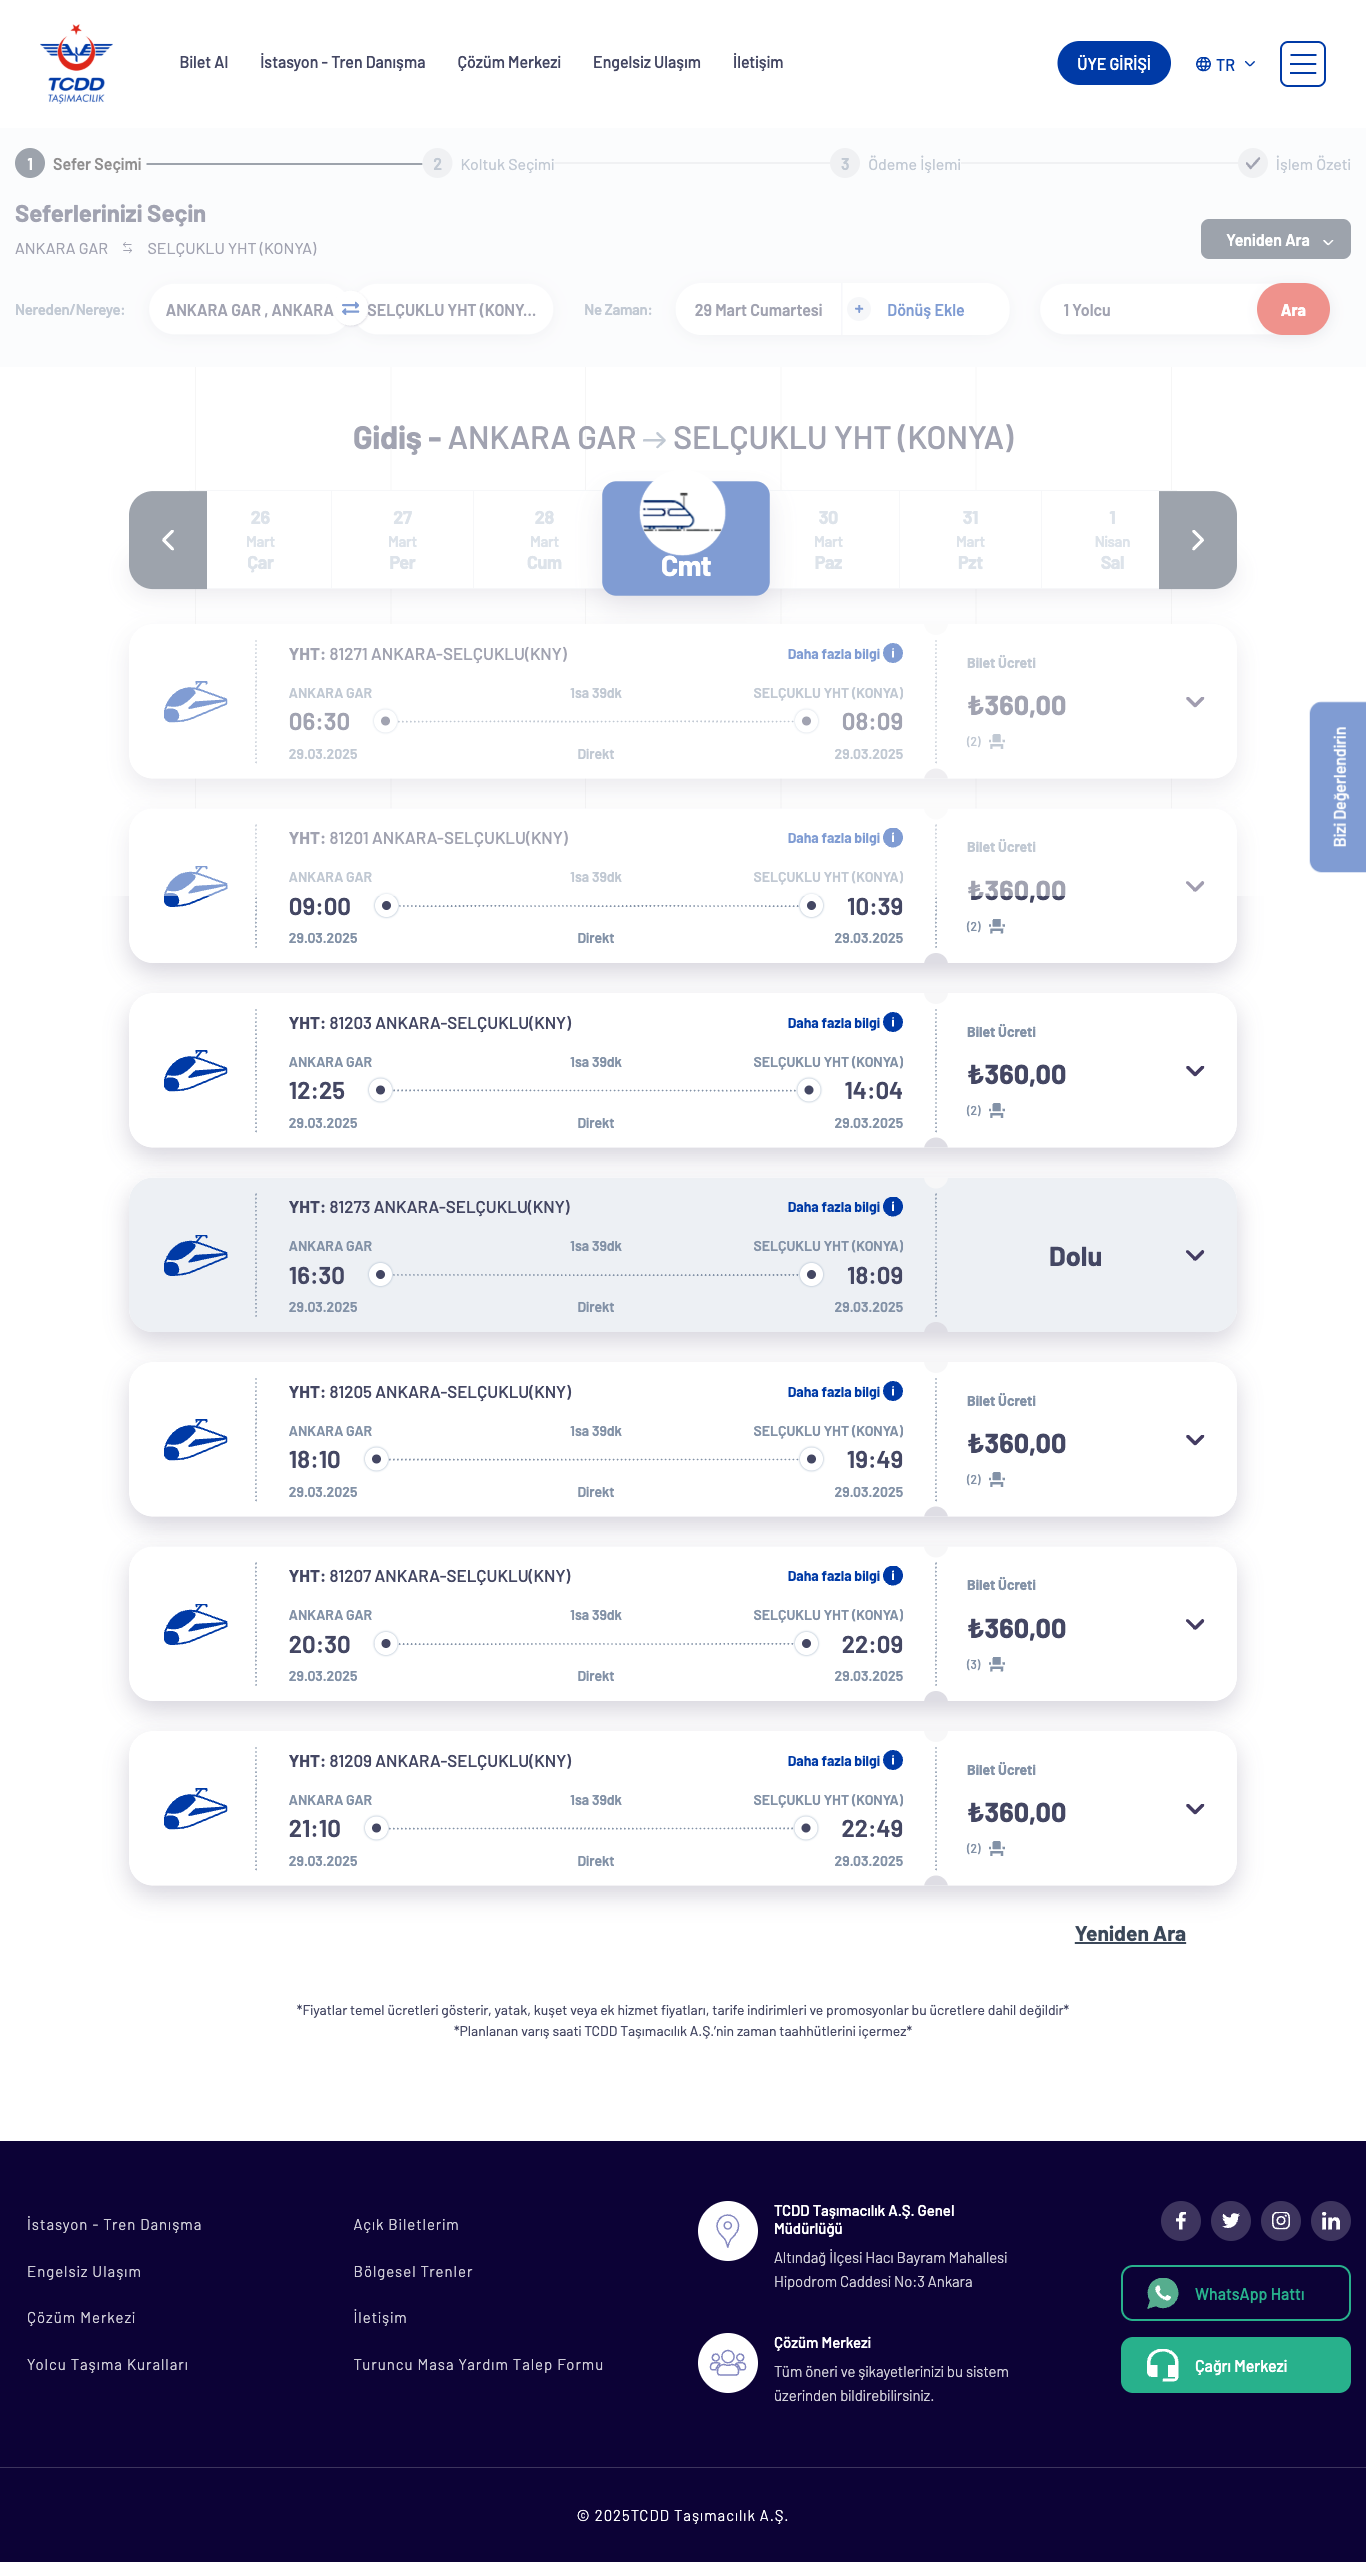 TCDD
TAŞIMACILIK
Bilet Al
İstasyon - Tren Danışma
Çözüm Merkezi
Engelsiz Ulaşım
İletişim
ÜYE GİRİŞİ
TR
1 Sefer Seçimi
2 Koltuk Seçimi
3 Ödeme İşlemi
İşlem Özeti
Seferlerinizi Seçin
ANKARA GAR SELÇUKLU YHT (KONYA)
Yeniden Ara
Nereden/Nereye:
ANKARA GAR , ANKARA
SELÇUKLU YHT (KONY...
Ne Zaman:
29 Mart Cumartesi
+ Dönüş Ekle
1 Yolcu
Ara
Gidiş - ANKARA GAR → SELÇUKLU YHT (KONYA)
26 Mart Çar
27 Mart Per
28 Mart Cum
Cmt
30 Mart Paz
31 Mart Pzt
1 Nisan Sal
YHT: 81271 ANKARA-SELÇUKLU(KNY) Daha fazla bilgi i
ANKARA GAR 1sa 39dk SELÇUKLU YHT (KONYA)
06:30 08:09
29.03.2025 Direkt 29.03.2025
Bilet Ücreti
₺360,00
(2)
Bizi Değerlendirin
YHT: 81201 ANKARA-SELÇUKLU(KNY) Daha fazla bilgi i
ANKARA GAR 1sa 39dk SELÇUKLU YHT (KONYA)
09:00 10:39
29.03.2025 Direkt 29.03.2025
Bilet Ücreti
₺360,00
(2)
YHT: 81203 ANKARA-SELÇUKLU(KNY) Daha fazla bilgi i
ANKARA GAR 1sa 39dk SELÇUKLU YHT (KONYA)
12:25 14:04
29.03.2025 Direkt 29.03.2025
Bilet Ücreti
₺360,00
(2)
YHT: 81273 ANKARA-SELÇUKLU(KNY) Daha fazla bilgi i
ANKARA GAR 1sa 39dk SELÇUKLU YHT (KONYA)
16:30 18:09
29.03.2025 Direkt 29.03.2025
Dolu
YHT: 81205 ANKARA-SELÇUKLU(KNY) Daha fazla bilgi i
ANKARA GAR 1sa 39dk SELÇUKLU YHT (KONYA)
18:10 19:49
29.03.2025 Direkt 29.03.2025
Bilet Ücreti
₺360,00
(2)
YHT: 81207 ANKARA-SELÇUKLU(KNY) Daha fazla bilgi i
ANKARA GAR 1sa 39dk SELÇUKLU YHT (KONYA)
20:30 22:09
29.03.2025 Direkt 29.03.2025
Bilet Ücreti
₺360,00
(3)
YHT: 81209 ANKARA-SELÇUKLU(KNY) Daha fazla bilgi i
ANKARA GAR 1sa 39dk SELÇUKLU YHT (KONYA)
21:10 22:49
29.03.2025 Direkt 29.03.2025
Bilet Ücreti
₺360,00
(2)
Yeniden Ara
*Fiyatlar temel ücretleri gösterir, yatak, kuşet veya ek hizmet fiyatları, tarife indirimleri ve promosyonlar bu ücretlere dahil değildir*
*Planlanan varış saati TCDD Taşımacılık A.Ş.'nin zaman taahhütlerini içermez*
İstasyon - Tren Danışma
Engelsiz Ulaşım
Çözüm Merkezi
Yolcu Taşıma Kuralları
Açık Biletlerim
Bölgesel Trenler
İletişim
Turuncu Masa Yardım Talep Formu
TCDD Taşımacılık A.Ş. Genel
Müdürlüğü
Altındağ İlçesi Hacı Bayram Mahallesi
Hipodrom Caddesi No:3 Ankara
Çözüm Merkezi
Tüm öneri ve şikayetlerinizi bu sistem
üzerinden bildirebilirsiniz.
WhatsApp Hattı
Çağrı Merkezi
© 2025TCDD Taşımacılık A.Ş.